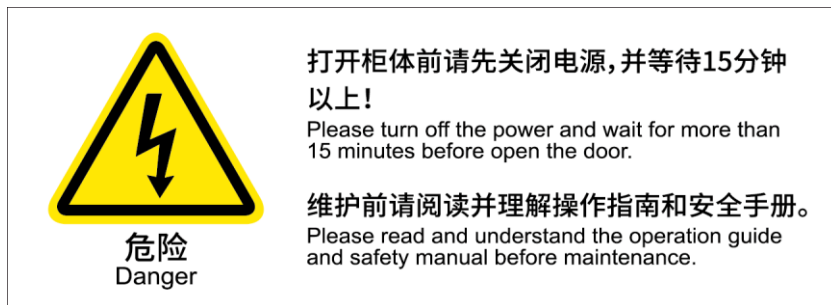 打开柜体前请先关闭电源,并等待15分钟
以上!
Please turn off the power and wait for more than
15 minutes before open the door.
维护前请阅读并理解操作指南和安全手册。
Please read and understand the operation guide
and safety manual before maintenance.
危险
Danger